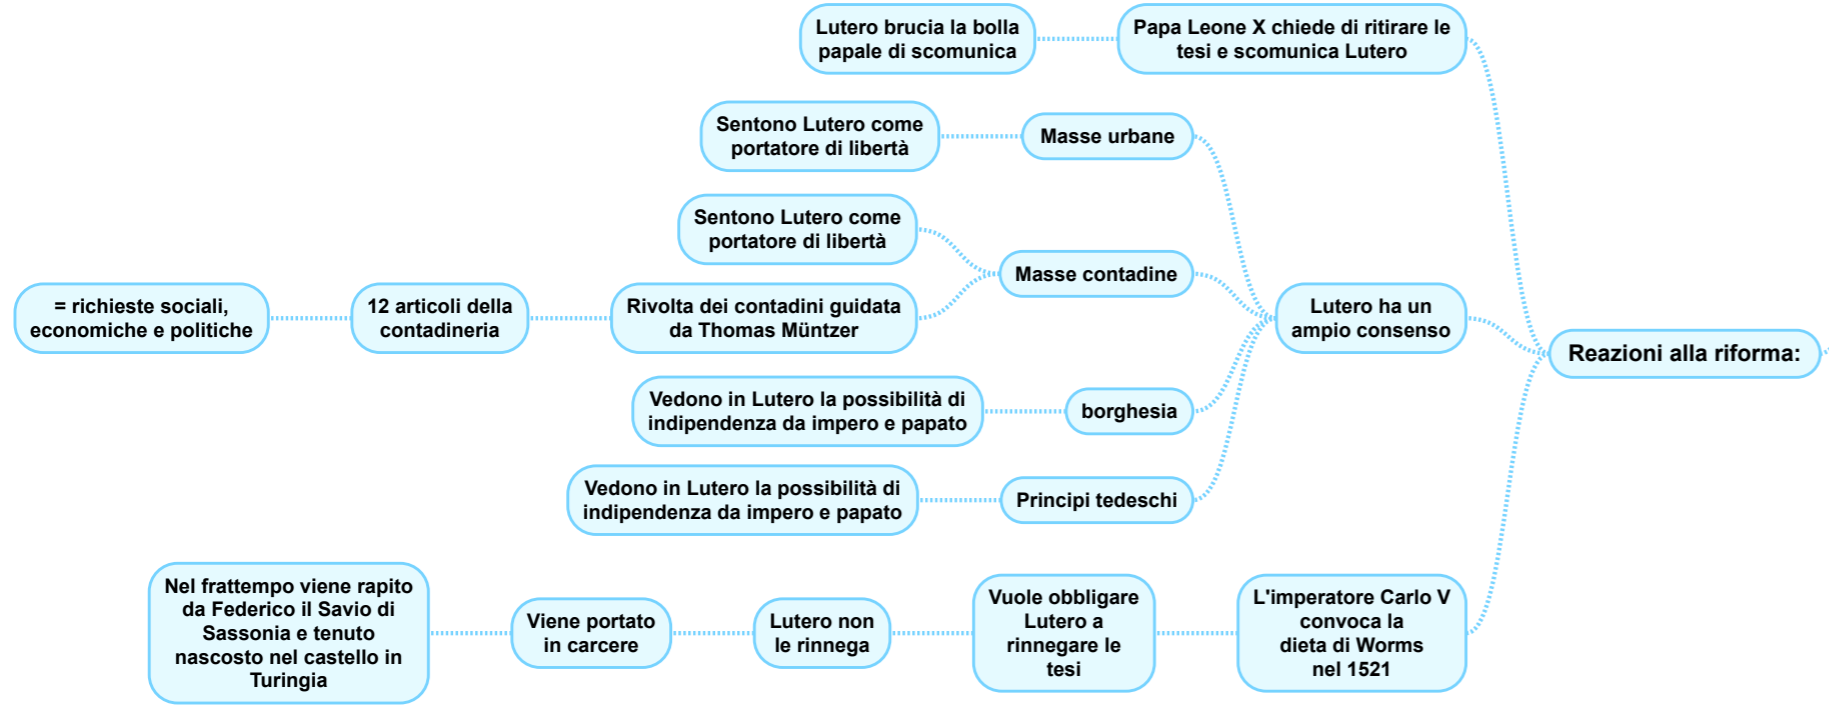 Lutero brucia la bolla
papale di scomunica
Papa Leone X chiede di ritirare le
tesi e scomunica Lutero
Sentono Lutero come
portatore di libertà
Masse urbane
Sentono Lutero come
portatore di libertà
Masse contadine
= richieste sociali,
economiche e politiche
12 articoli della
contadineria
Rivolta dei contadini guidata
da Thomas Müntzer
Lutero ha un
ampio consenso
Reazioni alla riforma:
Vedono in Lutero la possibilità di
indipendenza da impero e papato
borghesia
Vedono in Lutero la possibilità di
indipendenza da impero e papato
Principi tedeschi
Nel frattempo viene rapito
da Federico il Savio di
Sassonia e tenuto
nascosto nel castello in
Turingia
Viene portato
in carcere
Lutero non
le rinnega
Vuole obbligare
Lutero a
rinnegare le
tesi
L'imperatore Carlo V
convoca la
dieta di Worms
nel 1521